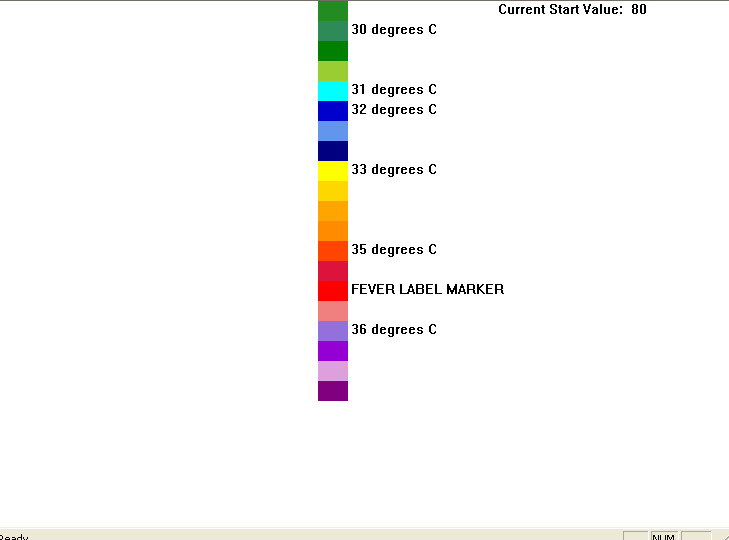 Current Start Value: 80
30 degrees C
31 degrees C
32 degrees C
33 degrees C
35 degrees C
FEVER LABEL MARKER
36 degrees C
Ready
NUM